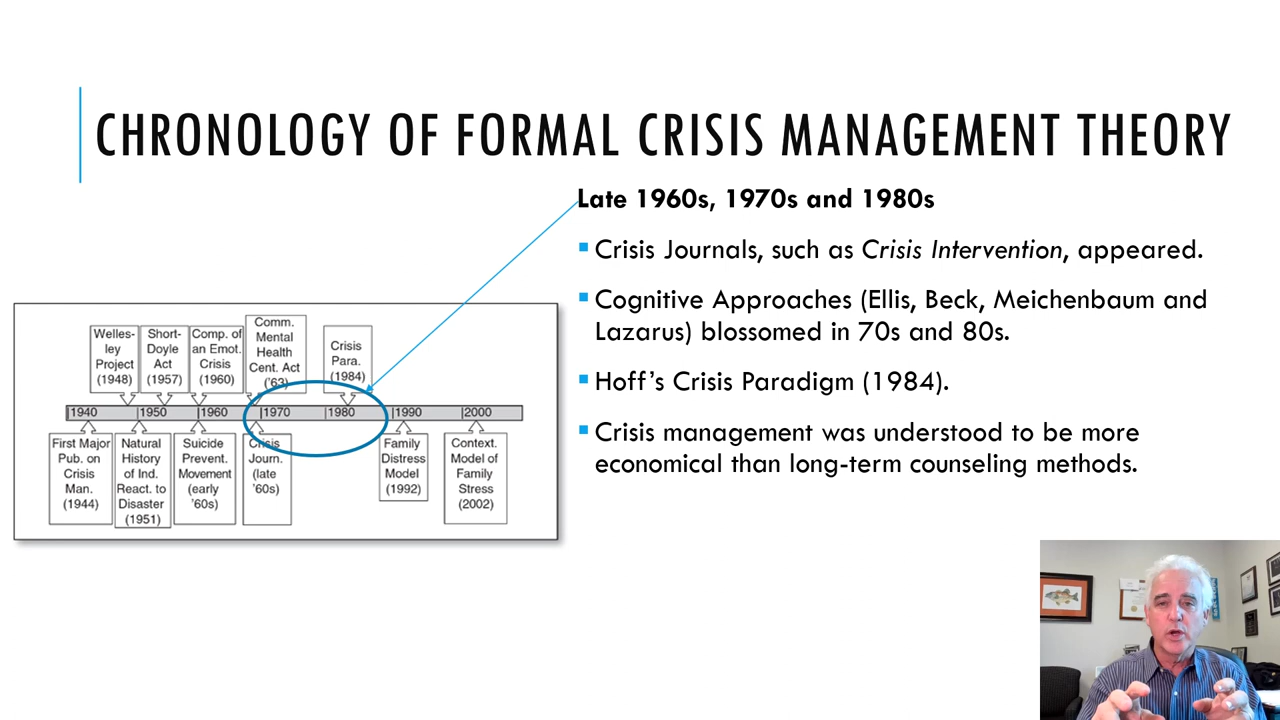 CHRONOLOGY OF FORMAL CRISIS MANAGEMENT THEORY
Late 1960s, 1970s and 1980s
Crisis Journals, such as Crisis Intervention, appeared.
Cognitive Approaches (Ellis, Beck, Meichenbaum and
Lazarus) blossomed in 70s and 80s.
Hoff's Crisis Paradigm (1984).
Crisis management was understood to be more
economical than long-term counseling methods.
Welles-
ley
Project
(1948)
Short-
Doyle
Act
(1957)
Comp. of
an Emot.
Crisis
(1960)
Comm.
Mental
Health
Cent. Act
('63)
Crisis
Para.
(1984)
1940
1950
1960
1970
1980
1990
2000
First Major
Pub. on
Crisis
Man.
(1944)
Natural
History
of Ind.
React. to
Disaster
(1951)
Suicide
Prevent.
Movement
(early
'60s)
Crisis
Journ.
(late
'60s)
Family
Distress
Model
(1992)
Context.
Model of
Family
Stress
(2002)